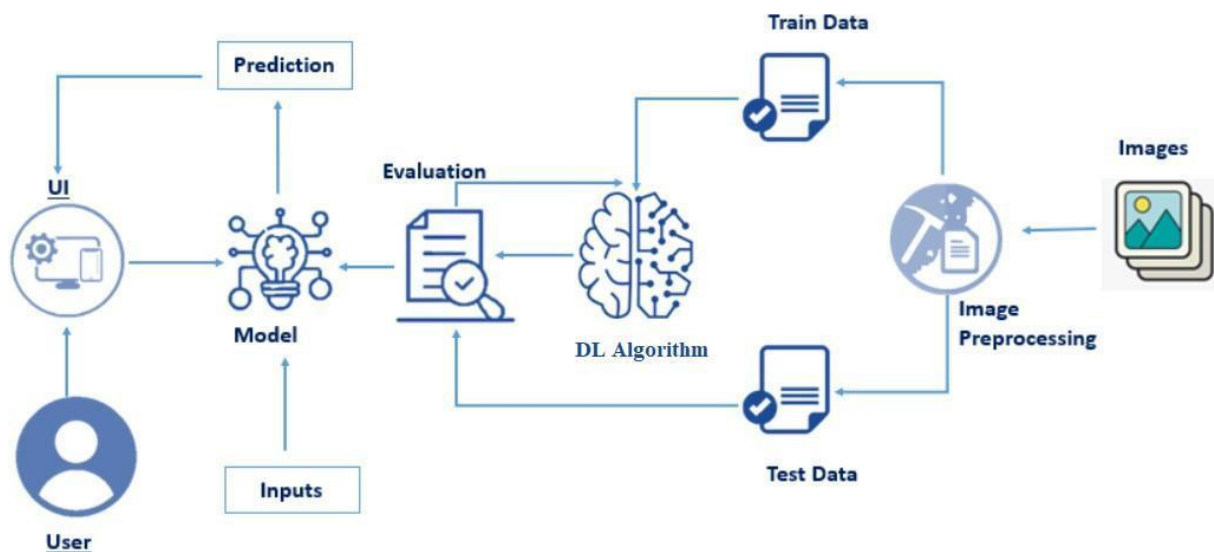 Train Data
Prediction
Images
Evaluation
UI
Image
Preprocessing
Model
DL Algorithm
Test Data
Inputs
User